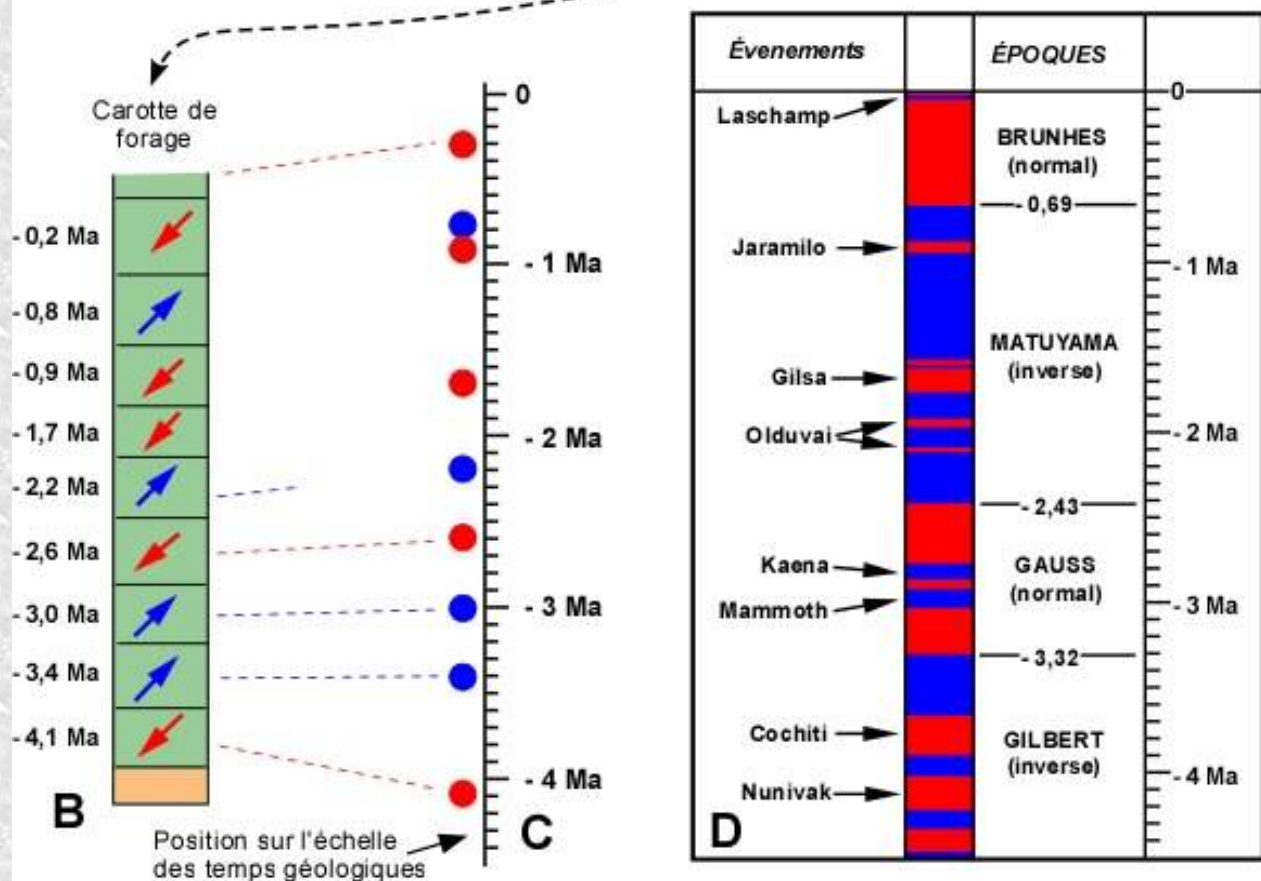 Carotte de
forage
- 0,2 Ma
- 0,8 Ma
- 0,9 Ma
- 1,7 Ma
- 2,2 Ma
- 2,6 Ma
- 3,0 Ma
- 3,4 Ma
- 4,1 Ma
B
0
- 1 Ma
- 2 Ma
- 3 Ma
- 4 Ma
C
Position sur l'échelle
des temps géologiques
Évenements
ÉPOQUES
Laschamp
Jaramilo
Gilsa
Olduvai
Kaena
Mammoth
Cochiti
Nunivak
BRUNHES
(normal)
- 0,69
MATUYAMA
(inverse)
- 2,43
GAUSS
(normal)
- 3,32
GILBERT
(inverse)
0
- 1 Ma
- 2 Ma
- 3 Ma
- 4 Ma
D